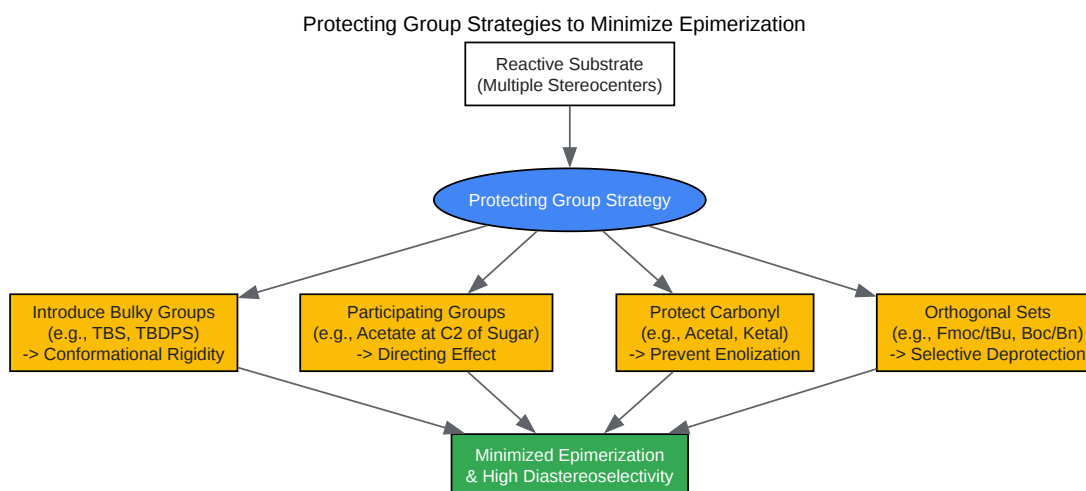 Protecting Group Strategies to Minimize Epimerization
Reactive Substrate
(Multiple Stereocenters)
Protecting Group Strategy
Introduce Bulky Groups
(e.g., TBS, TBDPS)
-> Conformational Rigidity
Participating Groups
(e.g., Acetate at C2 of Sugar)
-> Directing Effect
Protect Carbonyl
(e.g., Acetal, Ketal)
-> Prevent Enolization
Orthogonal Sets
(e.g., Fmoc/tBu, Boc/Bn)
-> Selective Deprotection
Minimized Epimerization
& High Diastereoselectivity